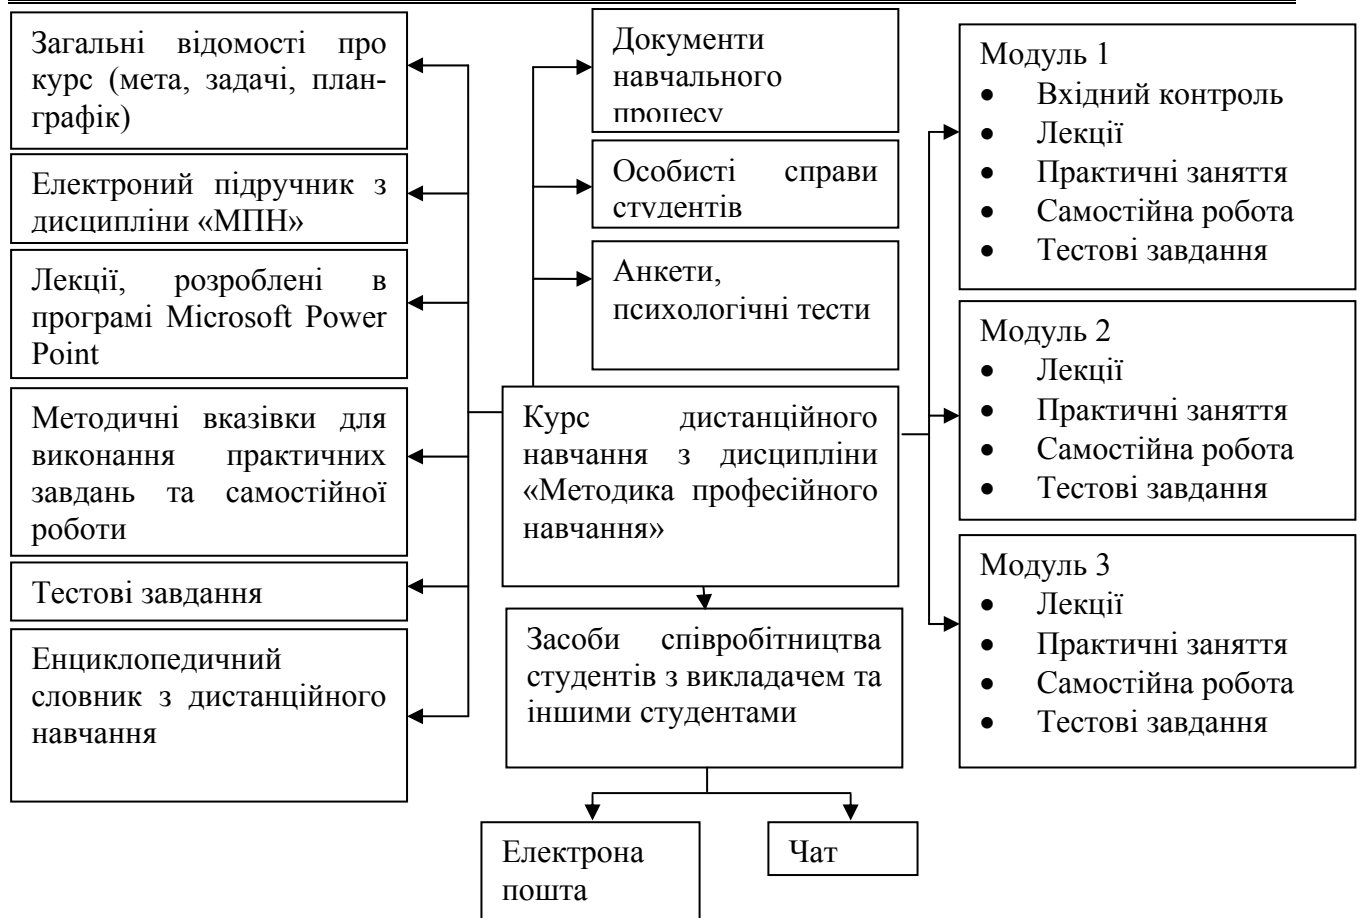 Загальні відомості про
курс (мета, задачі, план-
графік)
Електроний підручник з
дисципліни «МПН»
Лекції, розроблені в
програмі Microsoft Power
Point
Методичні вказівки для
виконання практичних
завдань та самостійної
роботи
Тестові завдання
Енциклопедичний
словник з дистанційного
навчання
Документи
навчального
процесу
Особисті справи
студентів
Анкети,
психологічні тести
Курс дистанційного
навчання з дисципліни
«Методика професійного
навчання»
Засоби співробітництва
студентів з викладачем та
іншими студентами
Електрона
пошта
Чат
Модуль 1
• Вхідний контроль
• Лекції
• Практичні заняття
• Самостійна робота
• Тестові завдання
Модуль 2
• Лекції
• Практичні заняття
• Самостійна робота
• Тестові завдання
Модуль 3
• Лекції
• Практичні заняття
• Самостійна робота
• Тестові завдання